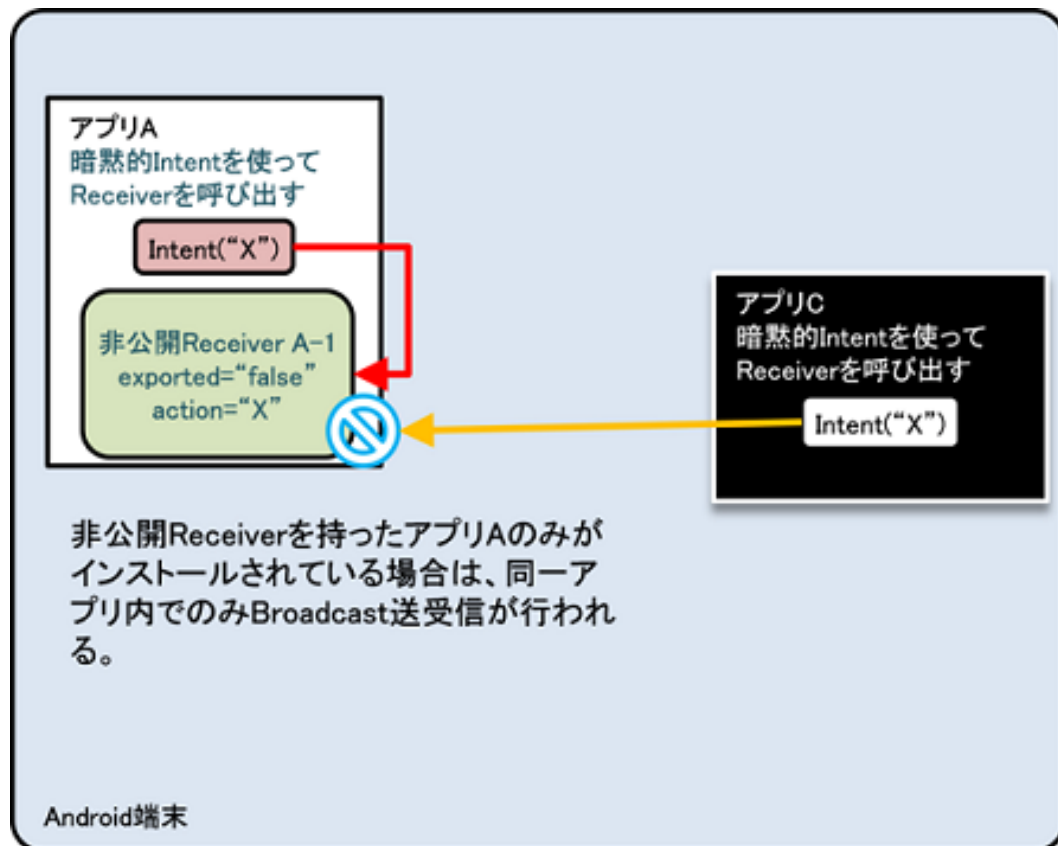 アプリA
暗黙的Intentを使って
Receiverを呼び出す
Intent(“X”)
非公開Receiver A-1
exported=“false”
action=“X”
アプリC
暗黙的Intentを使って
Receiverを呼び出す
Intent(“X”)
非公開Receiverを持ったアプリAのみが
インストールされている場合は、同一ア
プリ内でのみBroadcast送受信が行われ
る。
Android端末